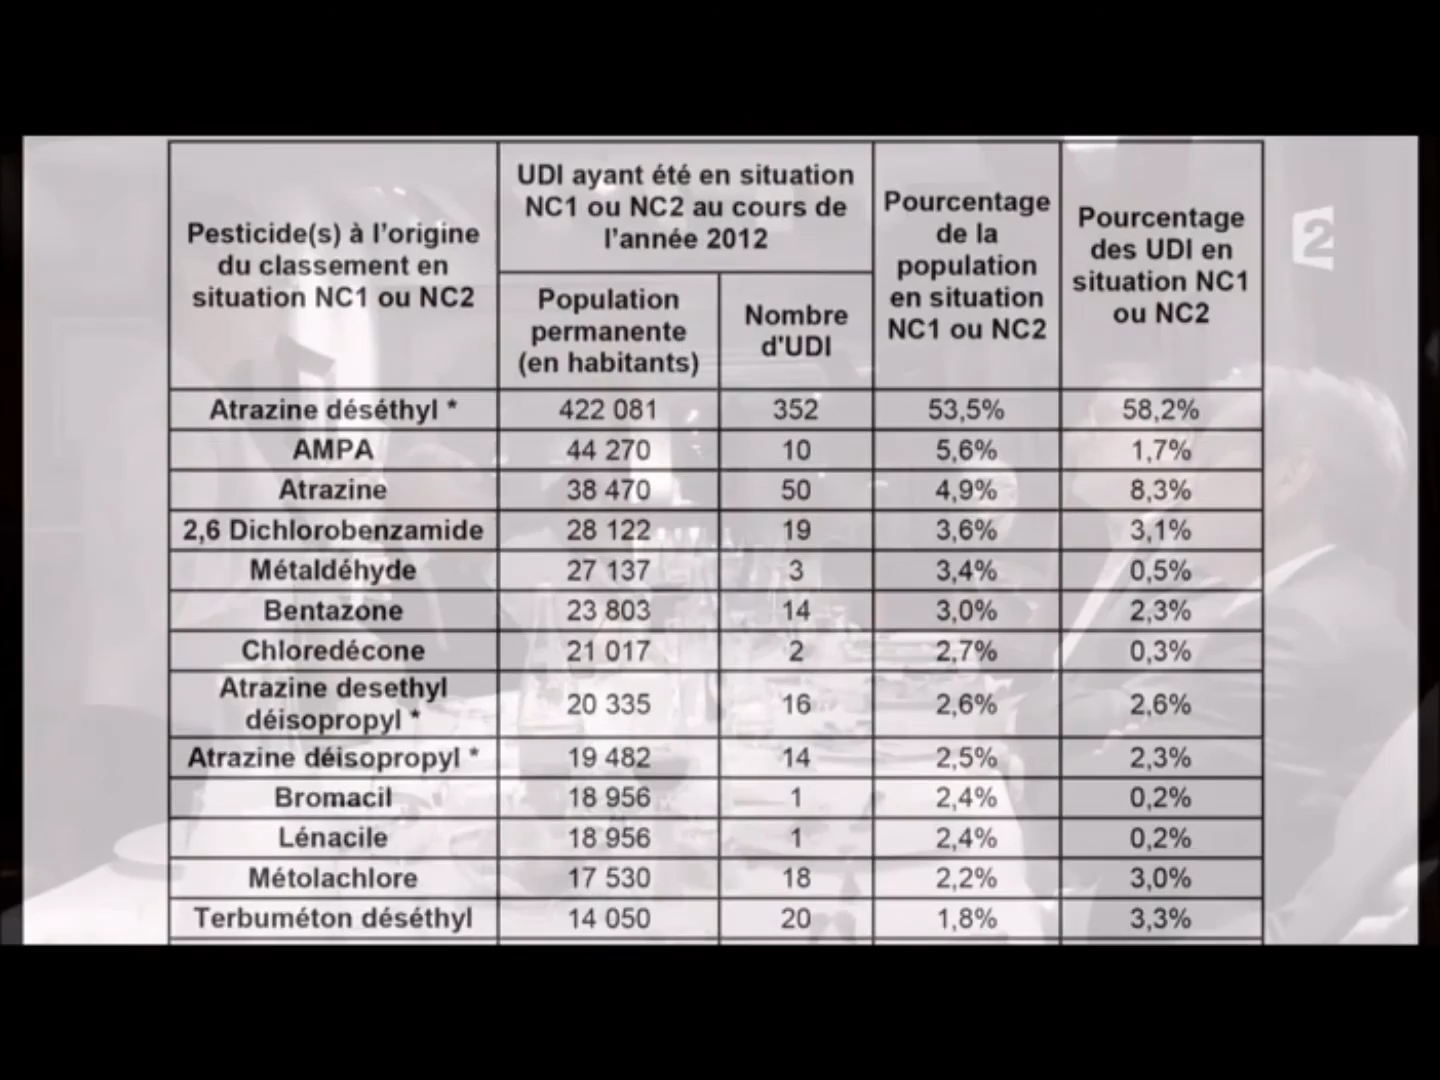 Pesticide(s) à l'origine
du classement en
situation NC1 ou NC2
UDI ayant été en situation
NC1 ou NC2 au cours de
l'année 2012
Population
permanente
(en habitants)
Nombre
d'UDI
Pourcentage
de la
population
en situation
NC1 ou NC2
Pourcentage
des UDI en
situation NC1
ou NC2
2
Atrazine déséthyl * 422 081 352 53,5% 58,2%
AMPA 44 270 10 5,6% 1,7%
Atrazine 38 470 50 4,9% 8,3%
2,6 Dichlorobenzamide 28 122 19 3,6% 3,1%
Métaldéhyde 27 137 3 3,4% 0,5%
Bentazone 23 803 14 3,0% 2,3%
Chloredécone 21 017 2 2,7% 0,3%
Atrazine desethyl
déisopropyl * 20 335 16 2,6% 2,6%
Atrazine déisopropyl * 19 482 14 2,5% 2,3%
Bromacil 18 956 1 2,4% 0,2%
Lénacile 18 956 1 2,4% 0,2%
Métolachlore 17 530 18 2,2% 3,0%
Terbuméton déséthyl 14 050 20 1,8% 3,3%